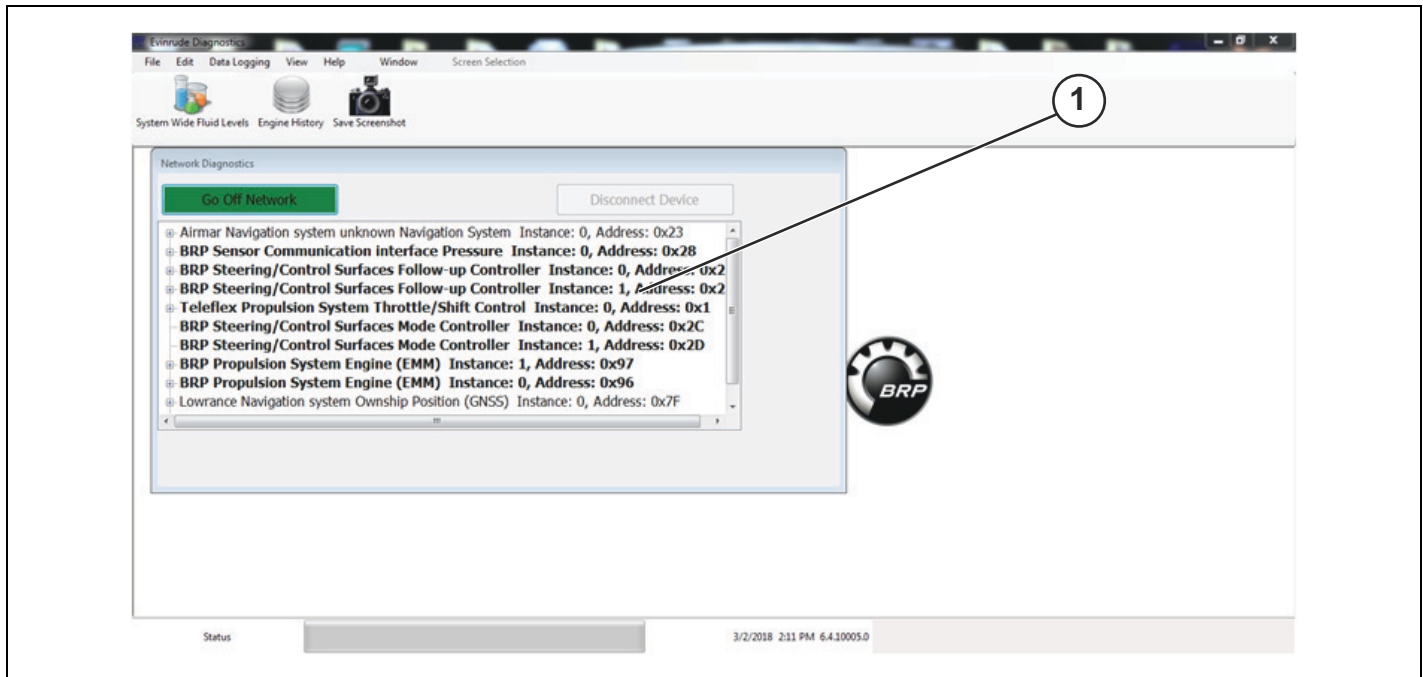 Evinrude Diagnostics
File Edit Data Logging View Help Window Screen Selection
System Wide Fluid Levels Engine History Save Screenshot
1
Network Diagnostics
Go Off Network Disconnect Device
Airmar Navigation system unknown Navigation System Instance: 0, Address: 0x23
BRP Sensor Communication interface Pressure Instance: 0, Address: 0x28
BRP Steering/Control Surfaces Follow-up Controller Instance: 0, Address: 0x2
BRP Steering/Control Surfaces Follow-up Controller Instance: 1, Address: 0x2
Teleflex Propulsion System Throttle/Shift Control Instance: 0, Address: 0x1
BRP Steering/Control Surfaces Mode Controller Instance: 0, Address: 0x2C
BRP Steering/Control Surfaces Mode Controller Instance: 1, Address: 0x2D
BRP Propulsion System Engine (EMM) Instance: 1, Address: 0x97
BRP Propulsion System Engine (EMM) Instance: 0, Address: 0x96
Lowrance Navigation system Ownship Position (GNSS) Instance: 0, Address: 0x7F
BRP
Status 3/2/2018 2:11 PM 6.4.10005.0